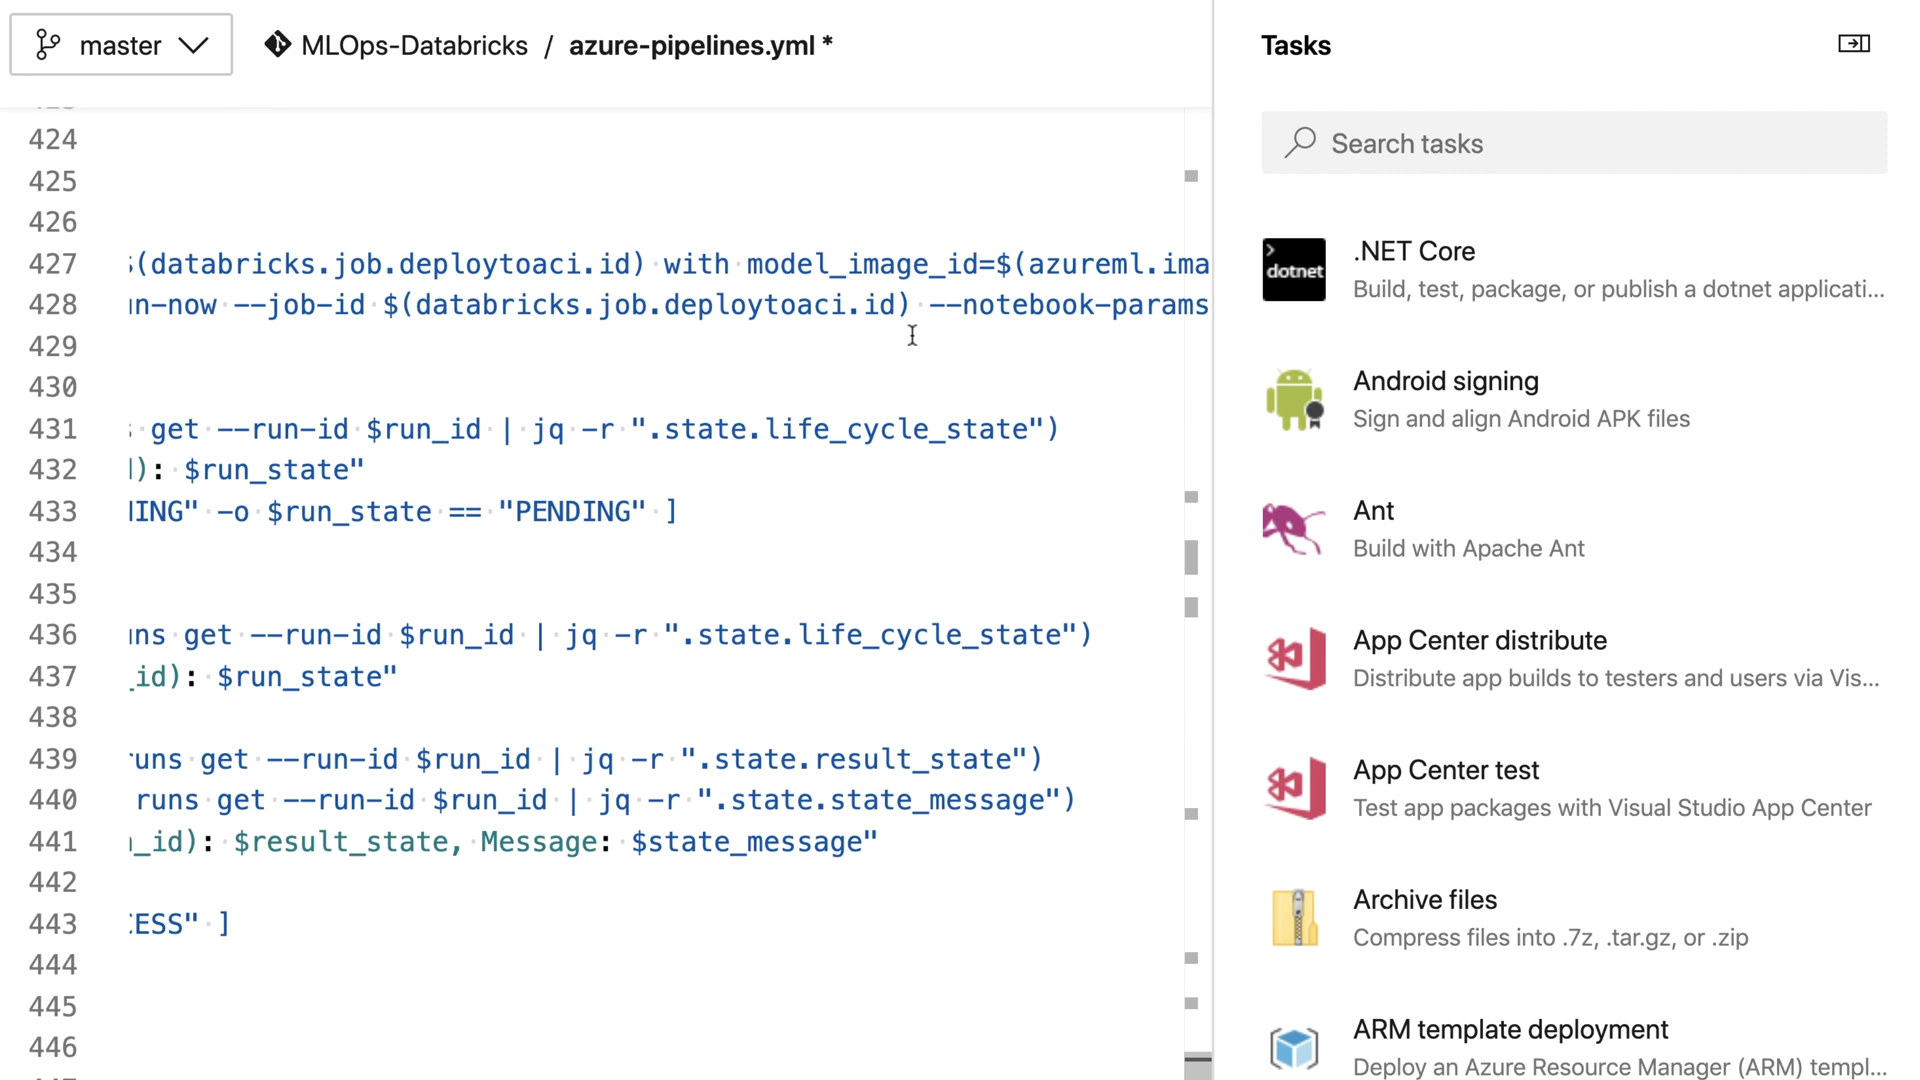 master
MLOps-Databricks / azure-pipelines.yml *
424
425
426
427 $(databricks.job.deploytoaci.id) with model_image_id=$(azureml.ima
428 un-now --job-id $(databricks.job.deploytoaci.id) --notebook-params
429
430
431 get --run-id $run_id | jq -r ".state.life_cycle_state")
432 d): $run_state"
433 NING" -o $run_state == "PENDING" ]
434
435
436 uns get --run-id $run_id | jq -r ".state.life_cycle_state")
437 _id): $run_state"
438
439 runs get --run-id $run_id | jq -r ".state.result_state")
440 runs get --run-id $run_id | jq -r ".state.state_message")
441 n_id): $result_state, Message: $state_message"
442
443 CESS" ]
444
445
446
Tasks
Search tasks
dotnet
.NET Core
Build, test, package, or publish a dotnet applicati...
Android signing
Sign and align Android APK files
Ant
Build with Apache Ant
App Center distribute
Distribute app builds to testers and users via Vis...
App Center test
Test app packages with Visual Studio App Center
Archive files
Compress files into .7z, .tar.gz, or .zip
ARM template deployment
Deploy an Azure Resource Manager (ARM) templ...